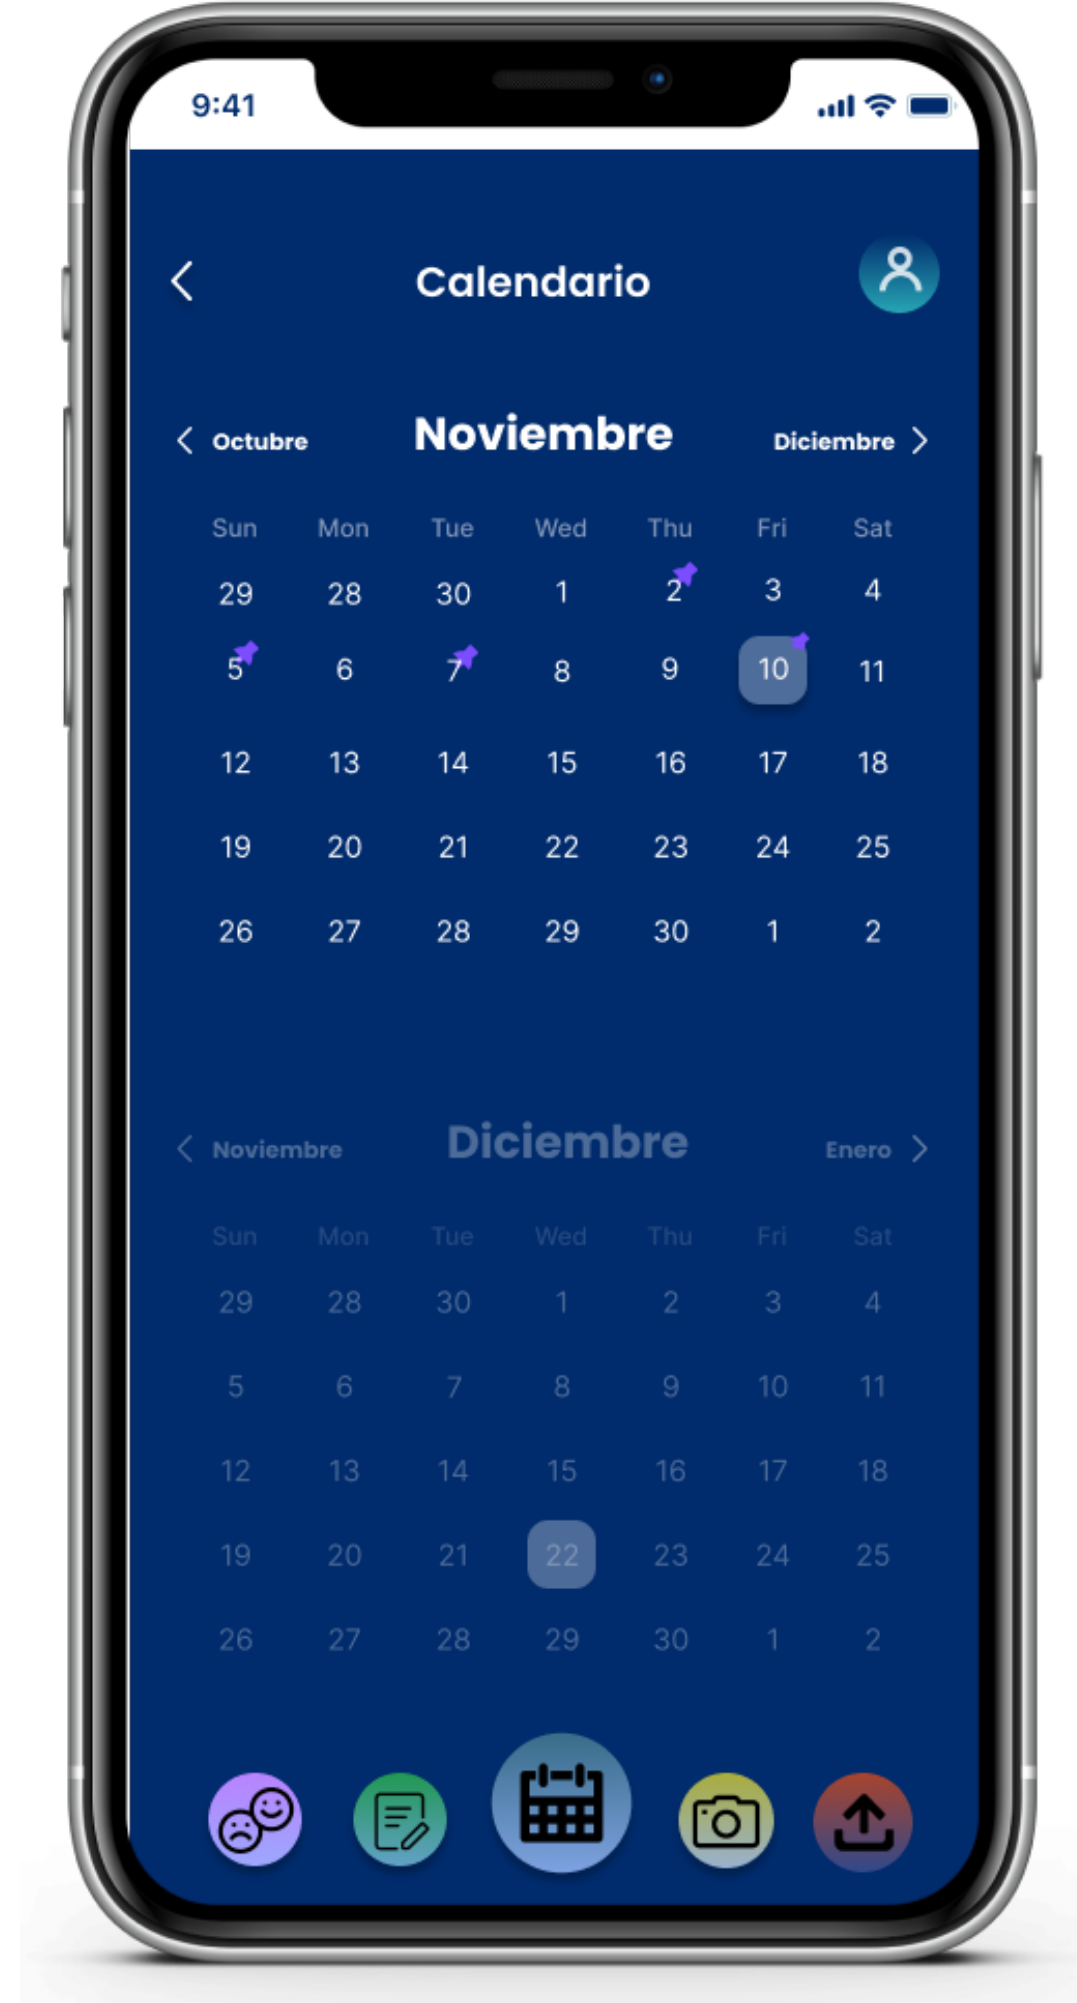 9:41
Calendario
Octubre Noviembre Diciembre
Sun Mon Tue Wed Thu Fri Sat
29 28 30 1 2 3 4
5 6 7 8 9 10 11
12 13 14 15 16 17 18
19 20 21 22 23 24 25
26 27 28 29 30 1 2
Noviembre Diciembre Enero
Sun Mon Tue Wed Thu Fri Sat
29 28 30 1 2 3 4
5 6 7 8 9 10 11
12 13 14 15 16 17 18
19 20 21 22 23 24 25
26 27 28 29 30 1 2